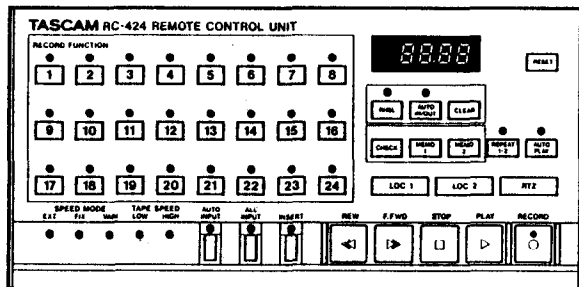 TASCAM RC-424 REMOTE CONTROL UNIT
RECORD FUNCTION
1 2 3 4 5 6 7 8
9 10 11 12 13 14 15 16
17 18 19 20 21 22 23 24
SPEED MODE TAPE SPEED AUTO INPUT ALL INPUT INSERT
EXT FIX VARI LOW HIGH
88.88
RESET
RHSL AUTO IN/OUT CLEAR
CHECK MEMO 1 MEMO 2 REPEAT 1-2 AUTO PLAY
LOC 1 LOC 2 RTZ
REW F.FWD STOP PLAY RECORD